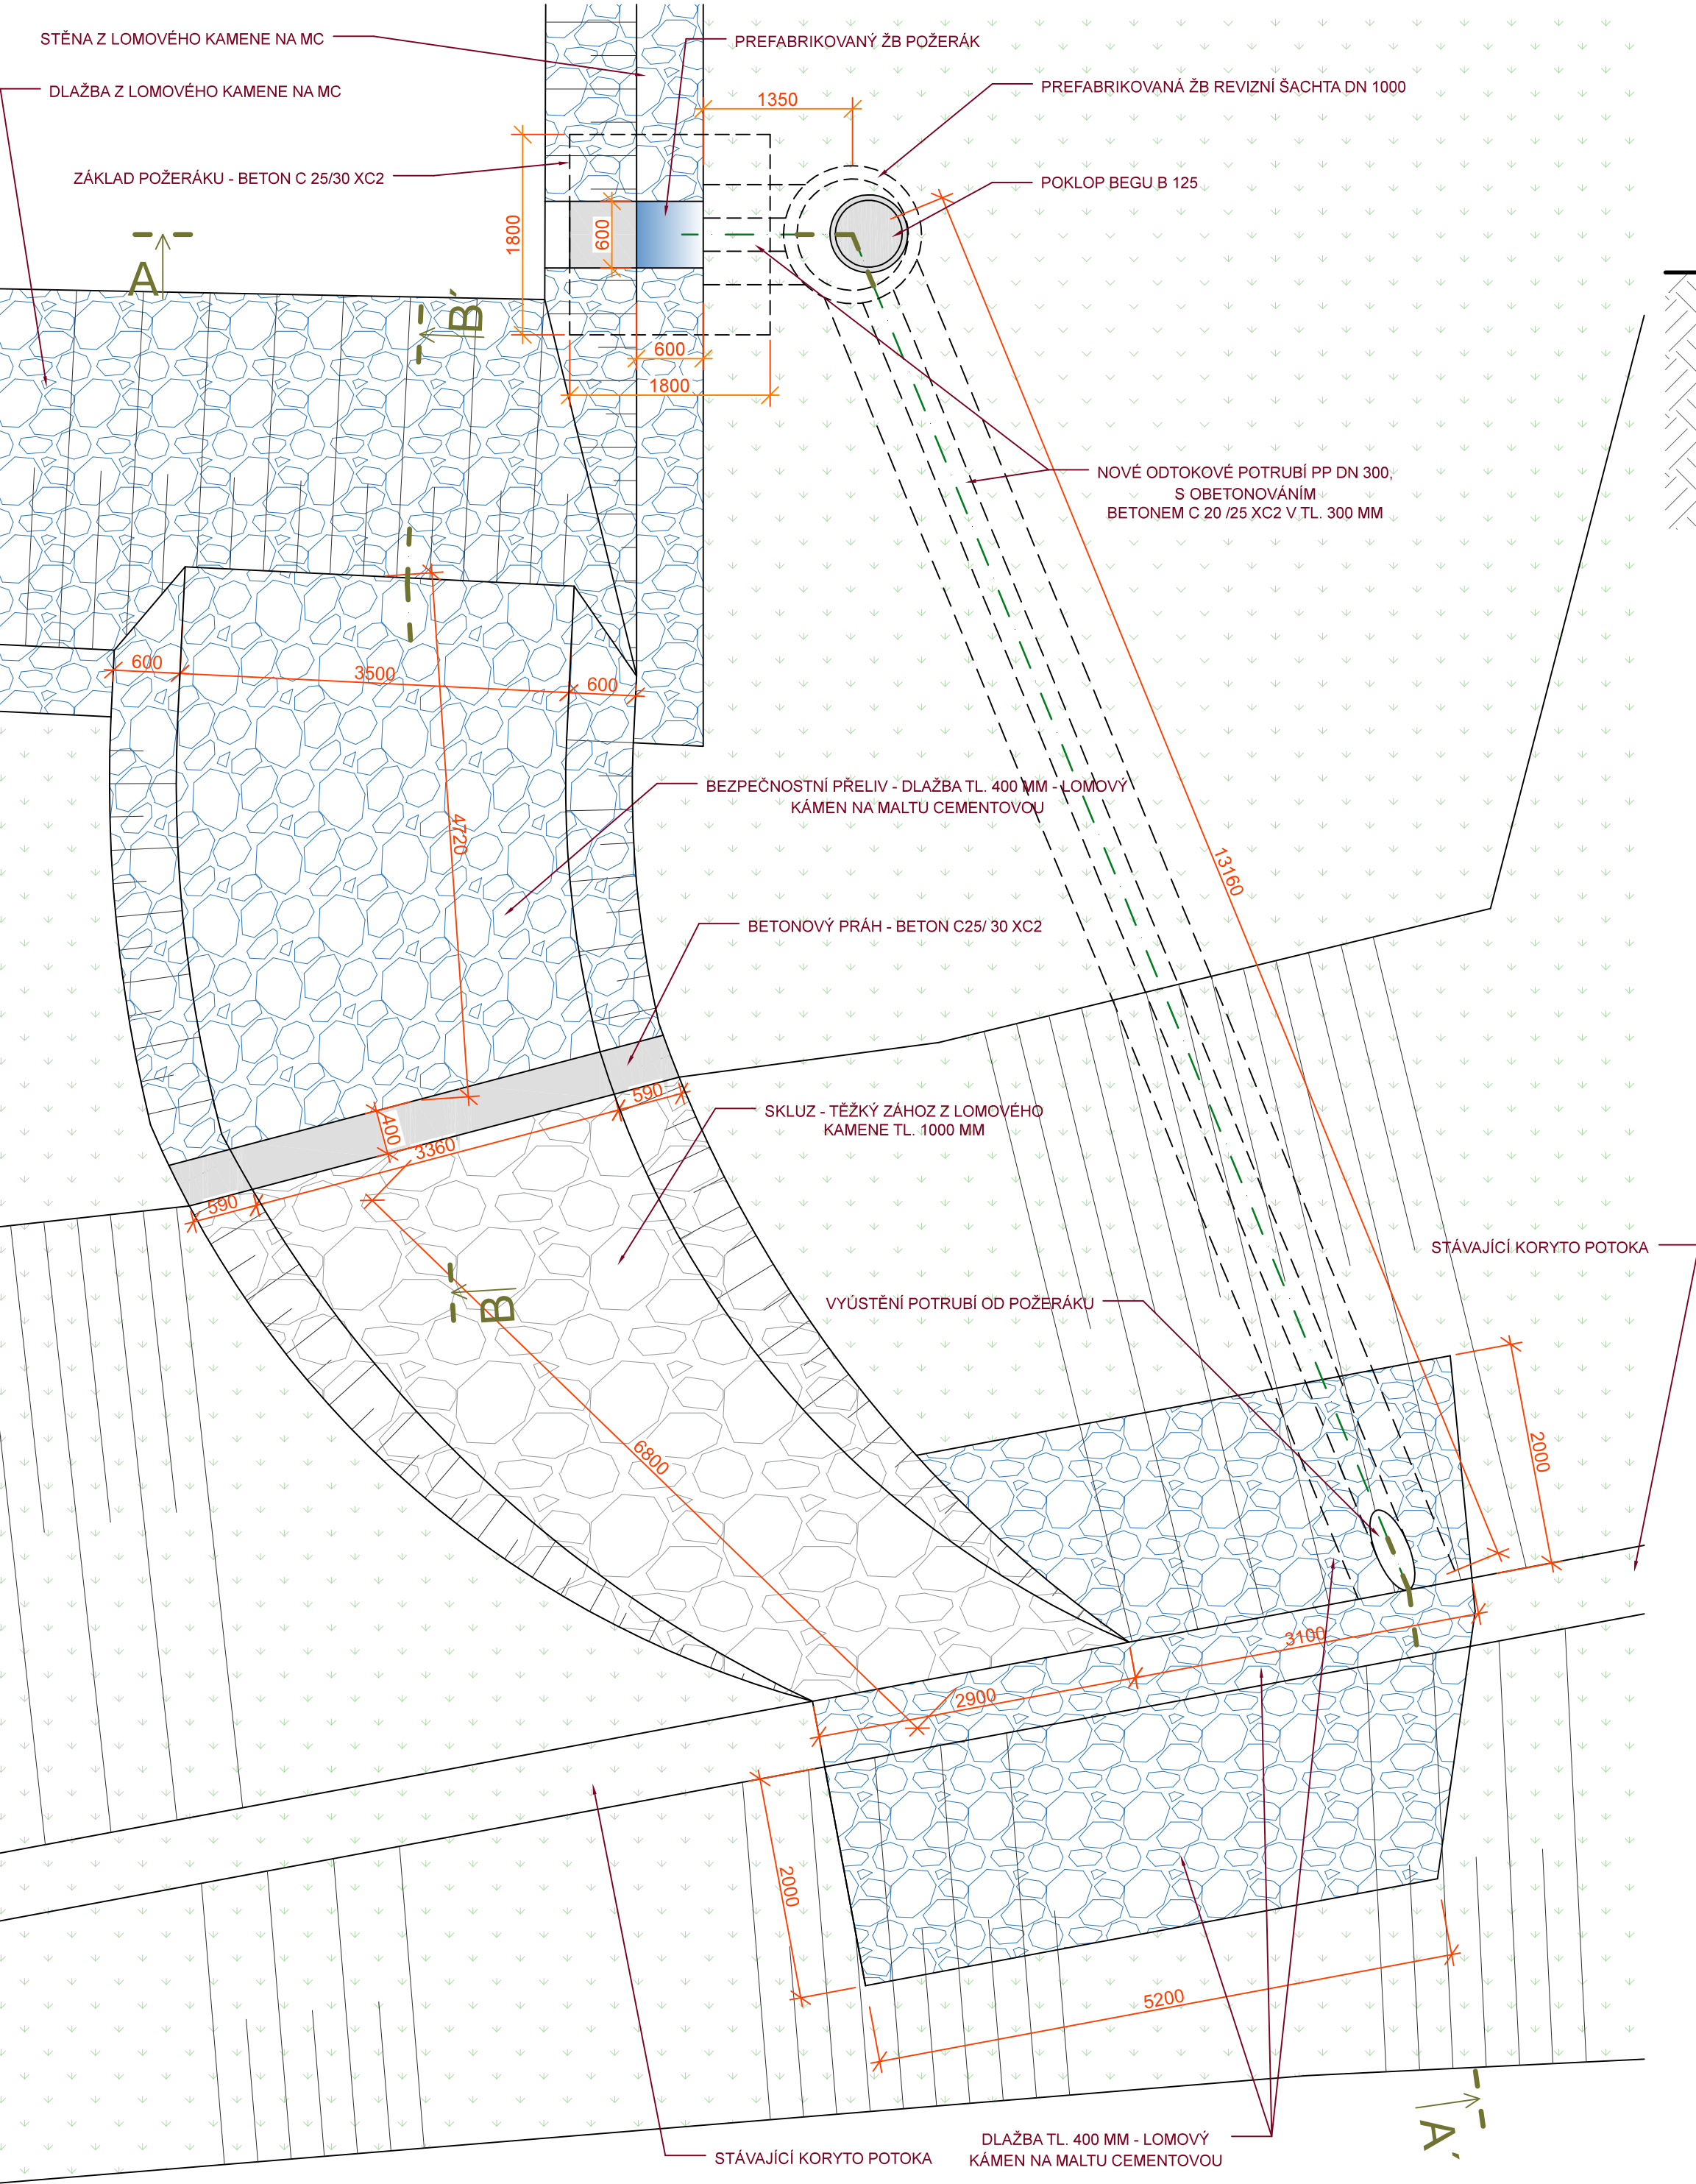 STĚNA Z LOMOVÉHO KAMENE NA MC
PREFABRIKOVANÝ ŽB POŽERÁK
DLAŽBA Z LOMOVÉHO KAMENE NA MC
PREFABRIKOVANÁ ŽB REVIZNÍ ŠACHTA DN 1000
1350
ZÁKLAD POŽERÁKU - BETON C 25/30 XC2
POKLOP BEGU B 125
1800
600
A
B´
600
1800
NOVÉ ODTOKOVÉ POTRUBÍ PP DN 300,
S OBETONOVÁNÍM
BETONEM C 20 /25 XC2 V TL. 300 MM
600
3500
600
BEZPEČNOSTNÍ PŘELIV - DLAŽBA TL. 400 MM - LOMOVÝ
KÁMEN NA MALTU CEMENTOVOU
4720
13160
BETONOVÝ PRÁH - BETON C25/ 30 XC2
590
SKLUZ - TĚŽKÝ ZÁHOZ Z LOMOVÉHO
KAMENE TL. 1000 MM
400
3360
590
STÁVAJÍCÍ KORYTO POTOKA
VYÚSTĚNÍ POTRUBÍ OD POŽERÁKU
B
6800
2000
3100
2900
2000
5200
DLAŽBA TL. 400 MM - LOMOVÝ
KÁMEN NA MALTU CEMENTOVOU
STÁVAJÍCÍ KORYTO POTOKA
A´